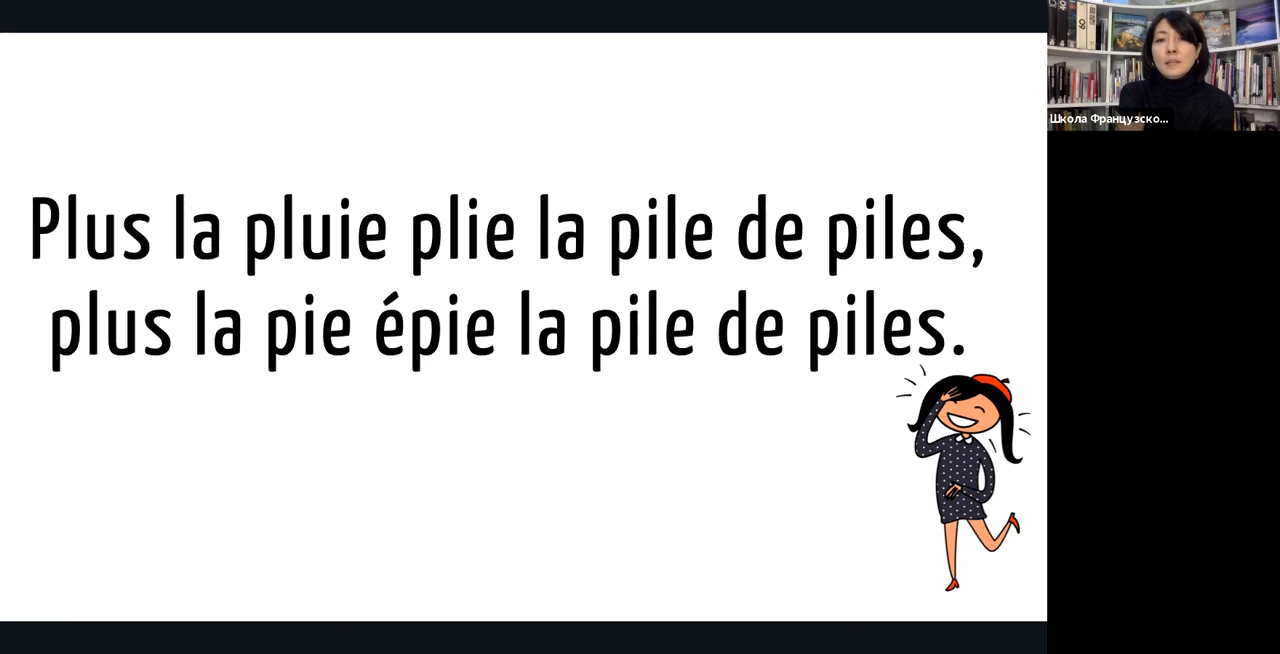 Plus la pluie plie la pile de piles,
plus la pie épie la pile de piles.
Школа Французско...